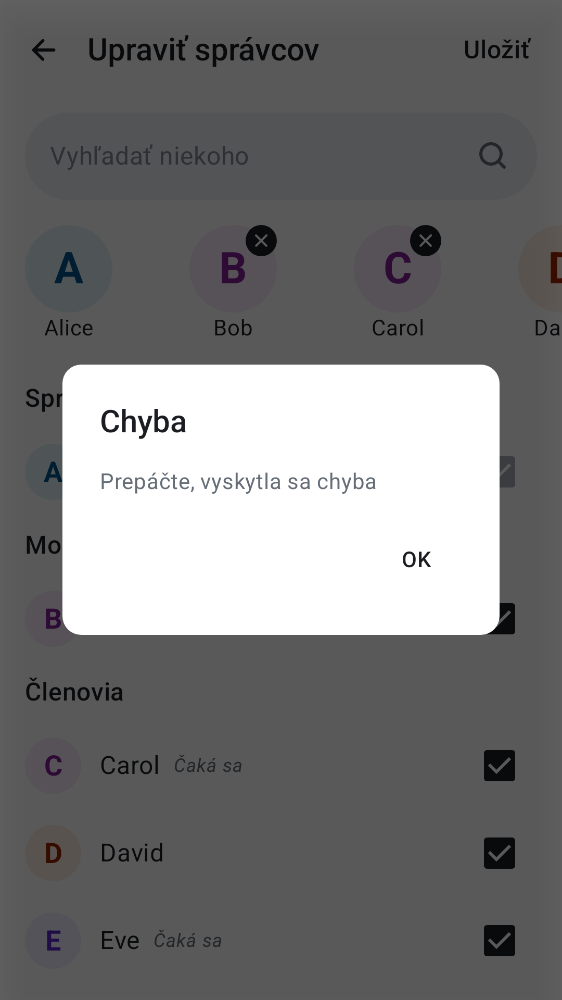 Upraviť správcov
Uložiť
Vyhľadať niekoho
A
B
C
D
Alice
Bob
Carol
Da
Spr
A
Chyba
Prepáčte, vyskytla sa chyba
OK
Mo
B
Členovia
C
Carol
Čaká sa
D
David
E
Eve
Čaká sa